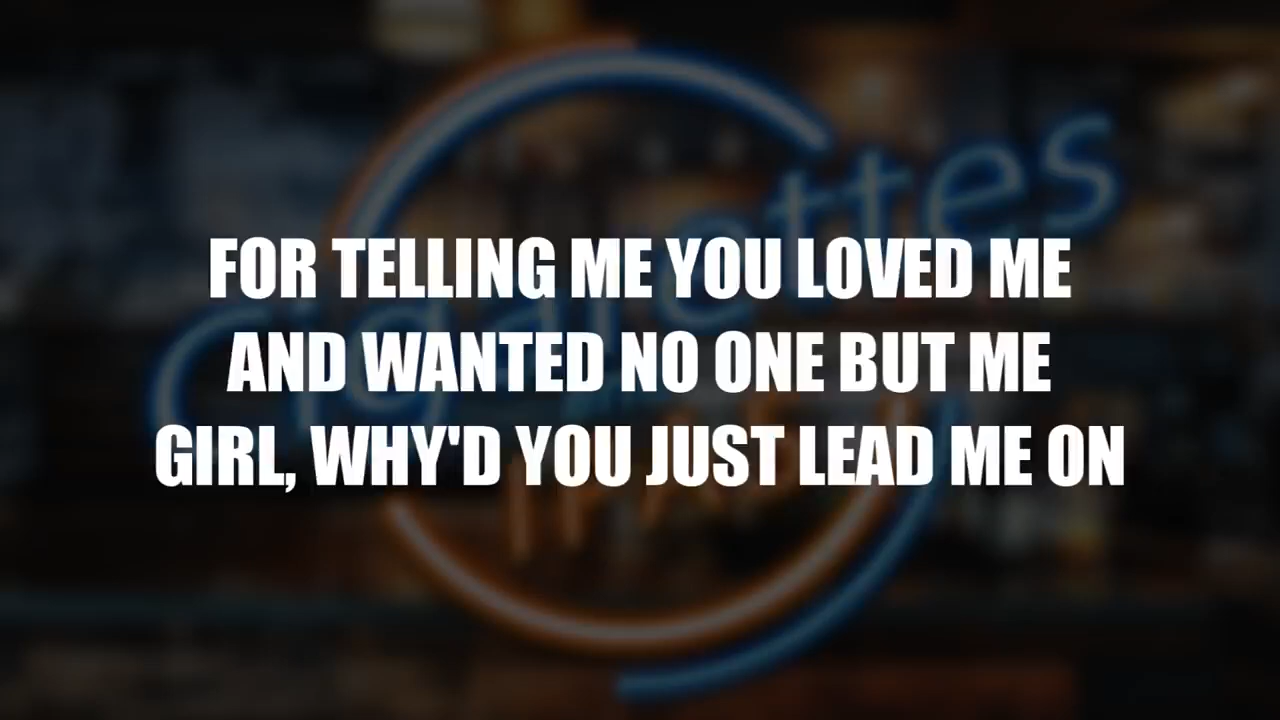 FOR TELLING ME YOU LOVED ME
AND WANTED NO ONE BUT ME
GIRL, WHY'D YOU JUST LEAD ME ON
Cigarettes